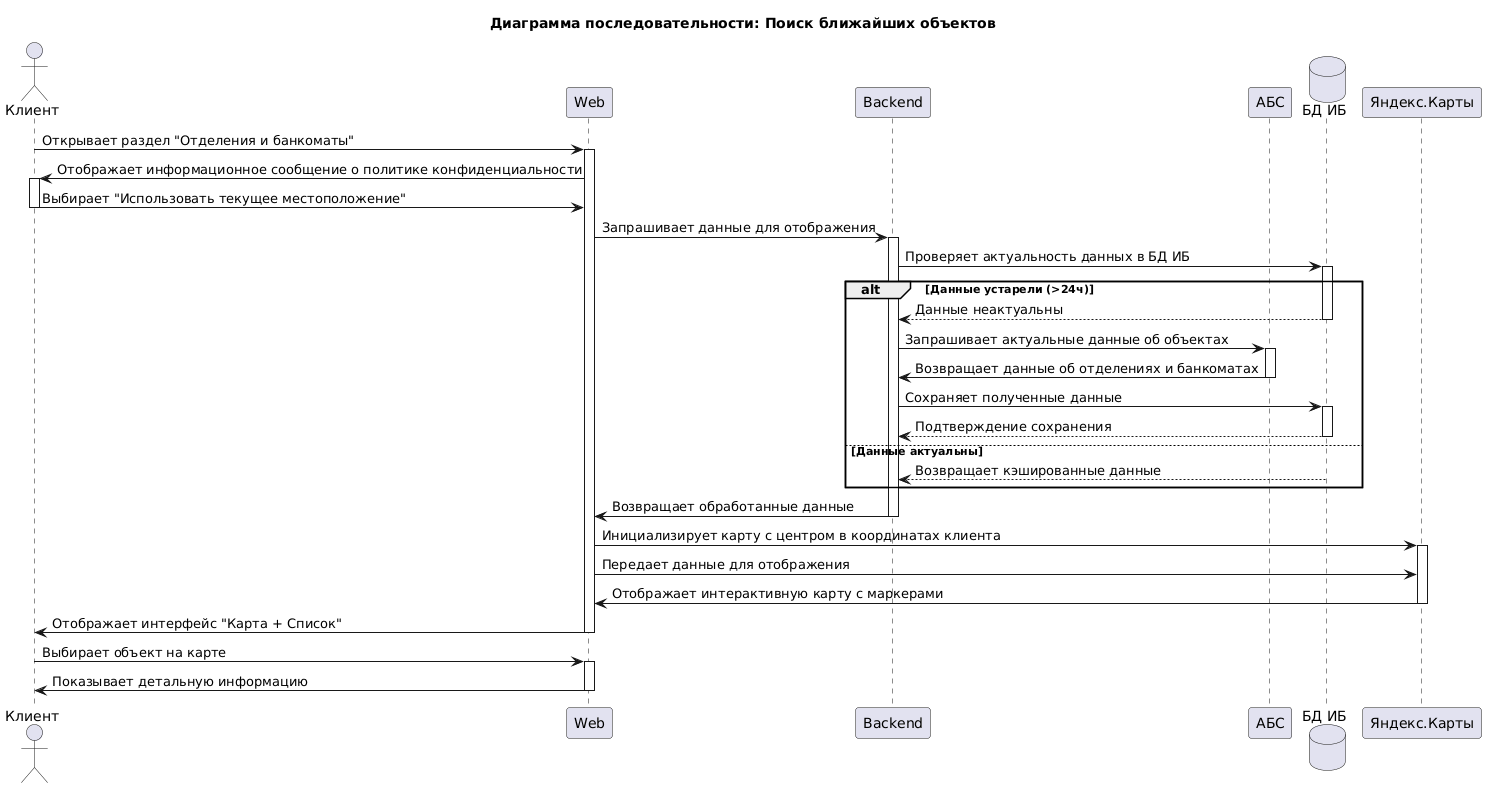 Диаграмма последовательности: Поиск ближайших объектов
Клиент
Web
Backend
АБС
БД ИБ
Яндекс.Карты
Открывает раздел "Отделения и банкоматы"
Отображает информационное сообщение о политике конфиденциальности
Выбирает "Использовать текущее местоположение"
Запрашивает данные для отображения
Проверяет актуальность данных в БД ИБ
alt
[Данные устарели (>24ч)]
Данные неактуальны
Запрашивает актуальные данные об объектах
Возвращает данные об отделениях и банкоматах
Сохраняет полученные данные
Подтверждение сохранения
[Данные актуальны]
Возвращает кэшированные данные
Возвращает обработанные данные
Инициализирует карту с центром в координатах клиента
Передает данные для отображения
Отображает интерактивную карту с маркерами
Отображает интерфейс "Карта + Список"
Выбирает объект на карте
Показывает детальную информацию
Клиент
Web
Backend
АБС
БД ИБ
Яндекс.Карты